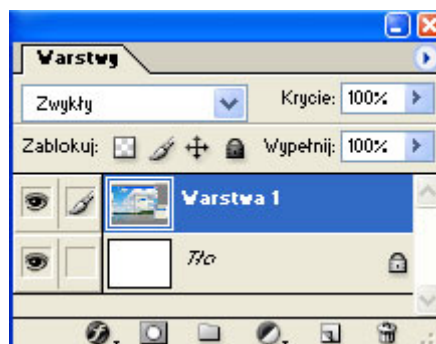 Warstwy
Zwykły Krycie: 100%
Zablokuj: Wypełnij: 100%
Warstwa 1
Tło